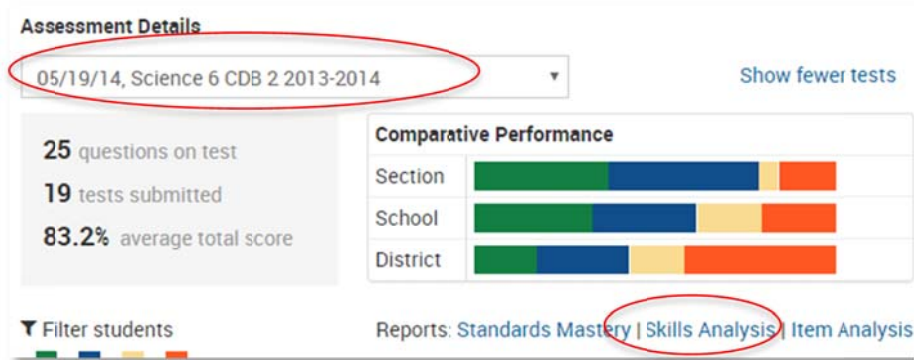 Assessment Details
05/19/14, Science 6 CDB 2 2013-2014
Show fewer tests
25 questions on test
19 tests submitted
83.2% average total score
Comparative Performance
Section
School
District
Filter students
Reports: Standards Mastery | Skills Analysis | Item Analysis